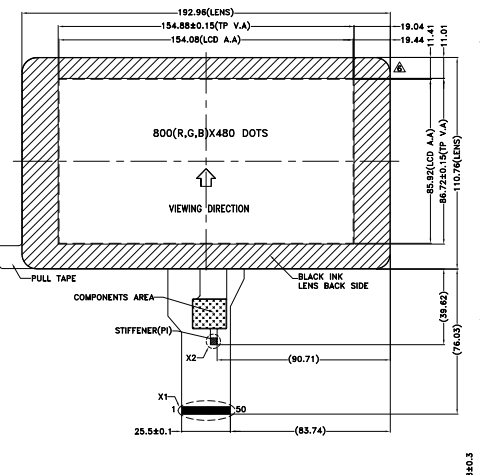 192.96(LENS)
154.88±0.15(TP V.A)
19.04
154.08(LCD A.A)
19.44
11.41
11.01
6
800(R,G,B)X480 DOTS
VIEWING DIRECTION
85.92(LCD A.A)
86.72±0.15(TP V.A)
110.76(LENS)
PULL TAPE
BLACK INK
LENS BACK SIDE
COMPONENTS AREA
STIFFENER(PI)
X2
(90.71)
(39.62)
(76.03)
X1
1
50
25.5±0.1
(83.74)